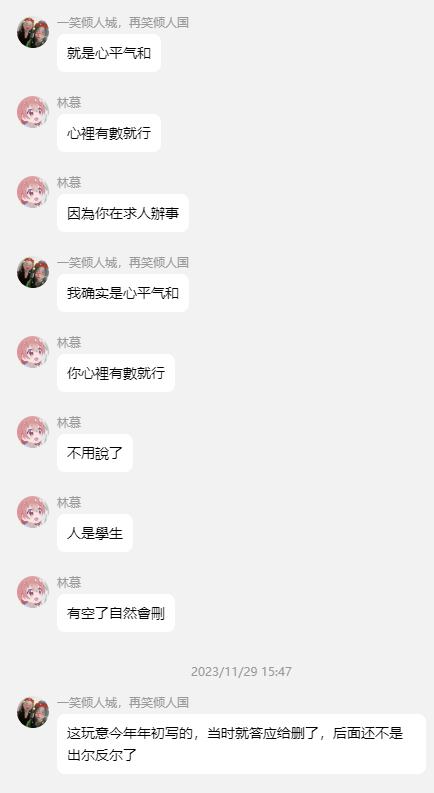 一笑倾人城，再笑倾人国
就是心平气和
林慕
心裡有數就行
林慕
因為你在求人辦事
一笑倾人城，再笑倾人国
我确实是心平气和
林慕
你心裡有數就行
林慕
不用說了
林慕
人是學生
林慕
有空了自然會刪
2023/11/29 15:47
一笑倾人城，再笑倾人国
这玩意今年年初写的，当时就答应给删了，后面还不是
出尔反尔了